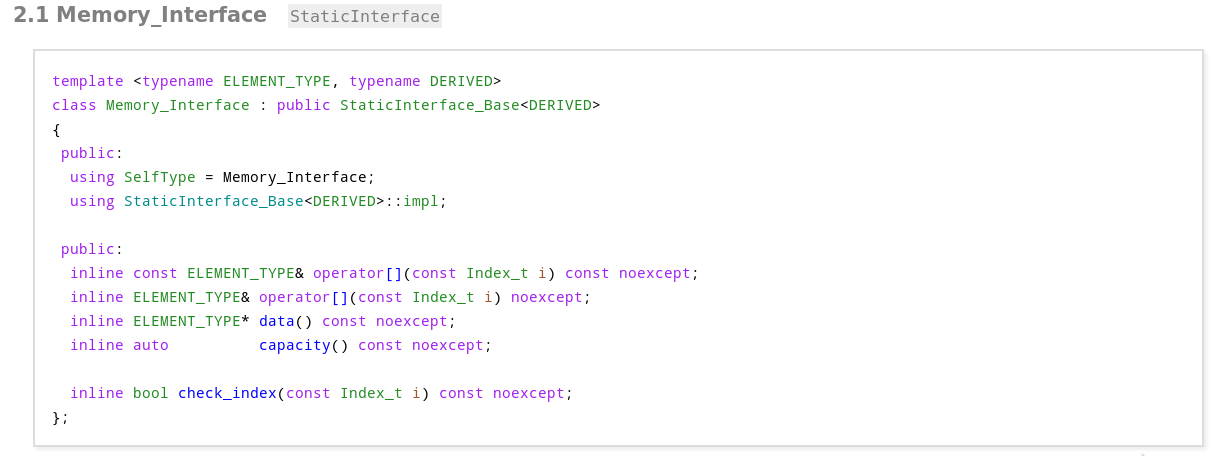 2.1 Memory_Interface StaticInterface
template <typename ELEMENT_TYPE, typename DERIVED>
class Memory_Interface : public StaticInterface_Base<DERIVED>
{
 public:
  using SelfType = Memory_Interface;
  using StaticInterface_Base<DERIVED>::impl;

 public:
  inline const ELEMENT_TYPE& operator[](const Index_t i) const noexcept;
  inline ELEMENT_TYPE& operator[](const Index_t i) noexcept;
  inline ELEMENT_TYPE* data() const noexcept;
  inline auto          capacity() const noexcept;

  inline bool check_index(const Index_t i) const noexcept;
};